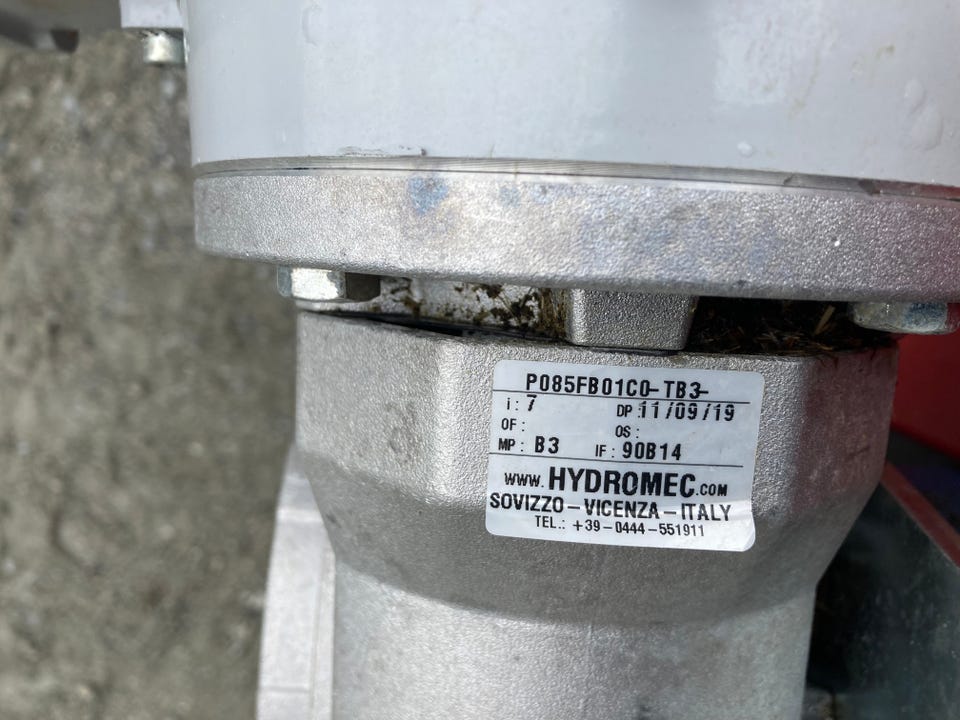 P085FB01C0-TB3-
i: 7 DP: 11/09/19
OF: OS:
MP: B3 IF: 90B14
www.HYDROMEC.com
SOVIZZO-VICENZA-ITALY
TEL.: +39-0444-551911